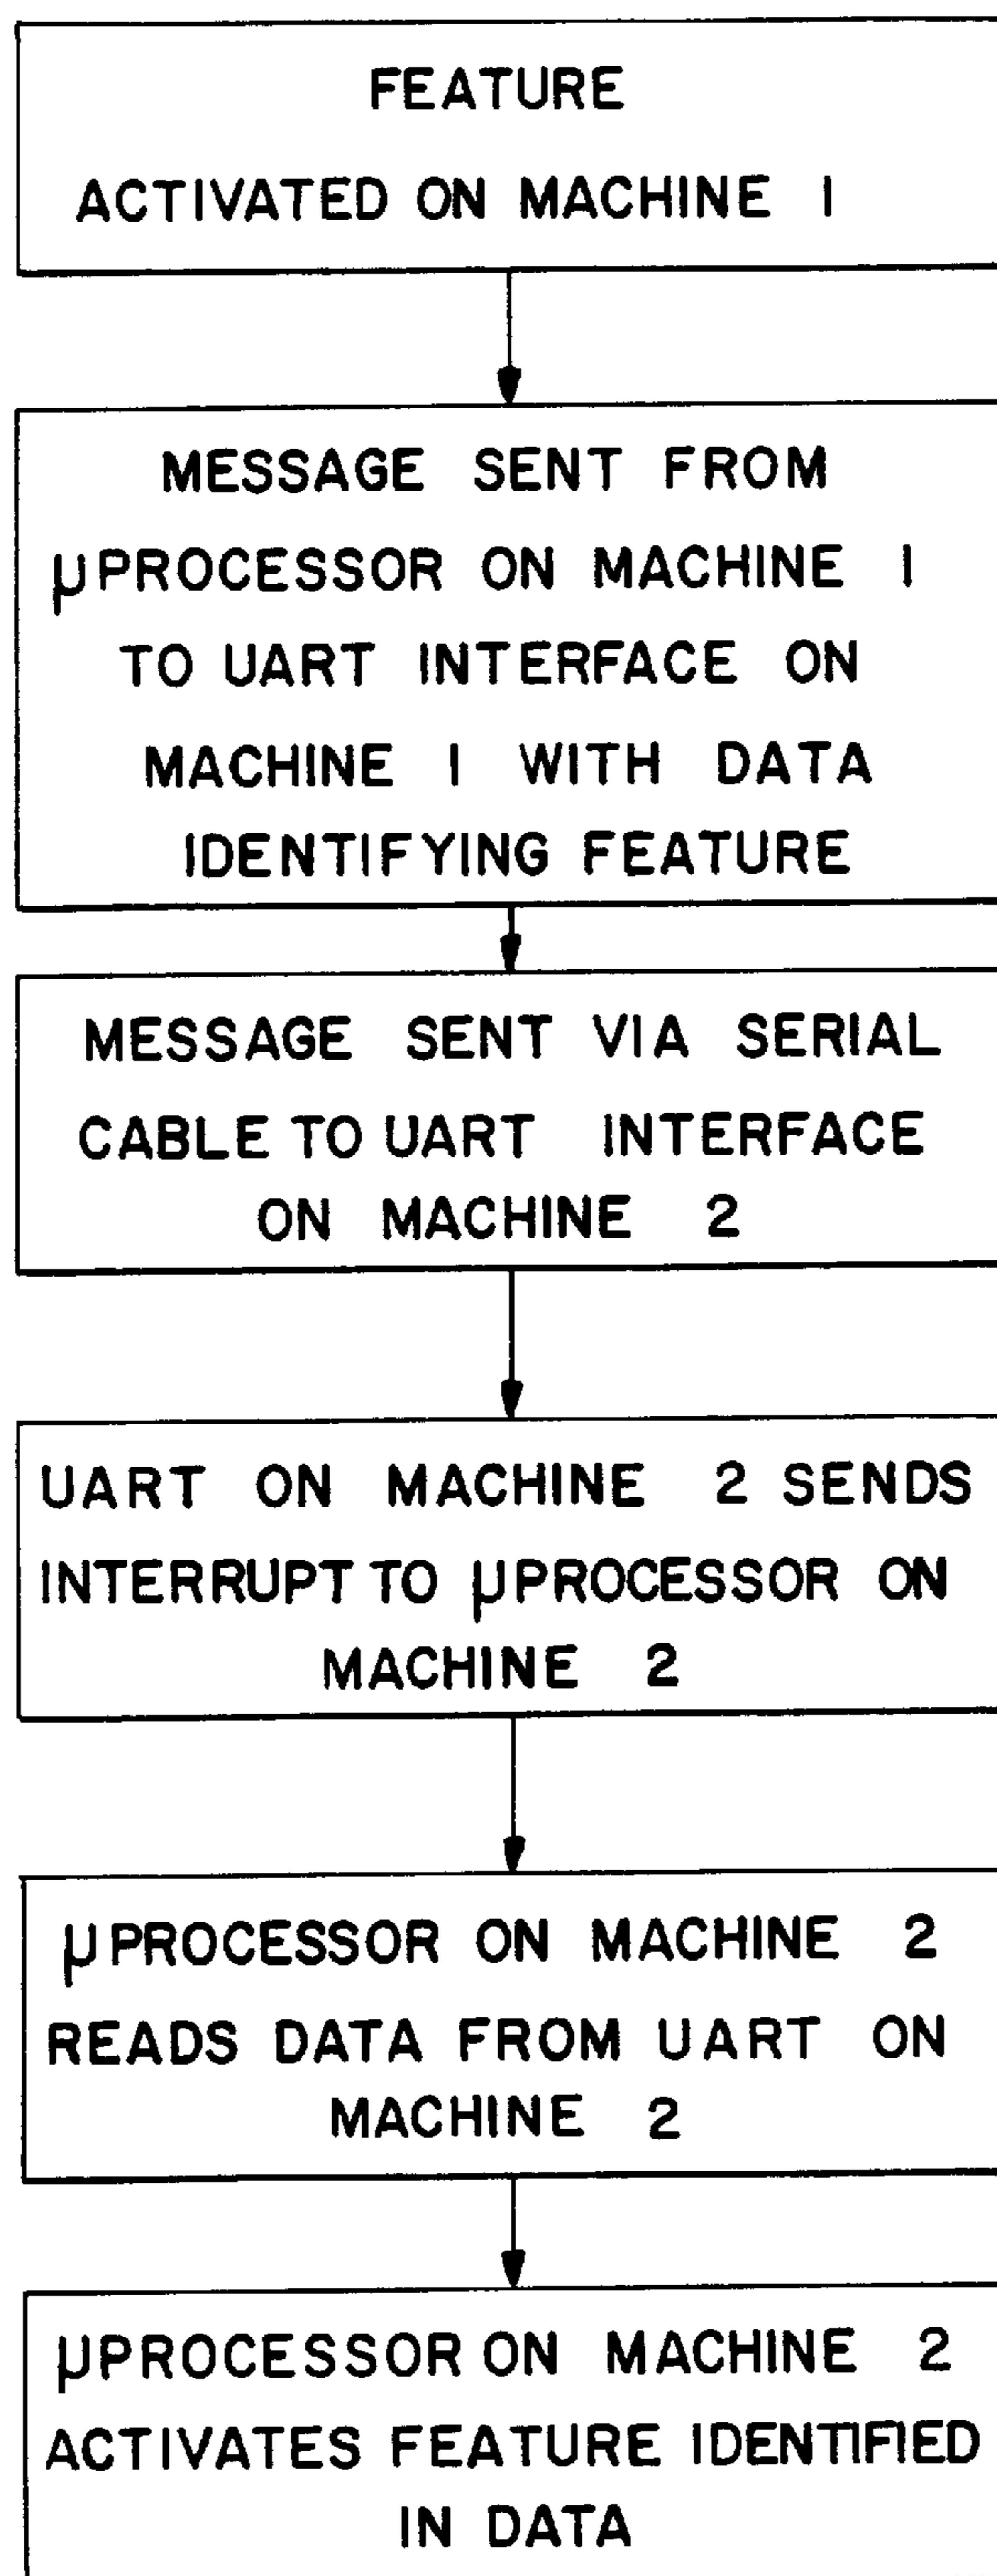 FEATURE
ACTIVATED ON MACHINE 1
MESSAGE SENT FROM
µPROCESSOR ON MACHINE 1
TO UART INTERFACE ON
MACHINE 1 WITH DATA
IDENTIFYING FEATURE
MESSAGE SENT VIA SERIAL
CABLE TO UART INTERFACE
ON MACHINE 2
UART ON MACHINE 2 SENDS
INTERRUPT TO µPROCESSOR ON
MACHINE 2
µPROCESSOR ON MACHINE 2
READS DATA FROM UART ON
MACHINE 2
µPROCESSOR ON MACHINE 2
ACTIVATES FEATURE IDENTIFIED
IN DATA